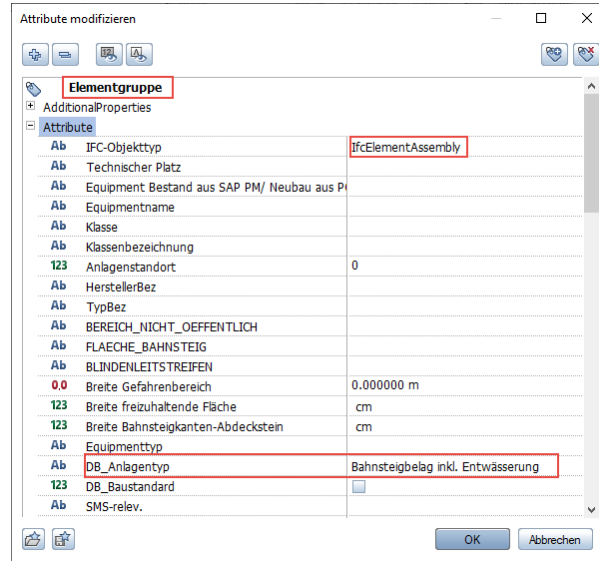 Attribute modifizieren
Elementgruppe
AdditionalProperties
Attribute
Ab IFC-Objekttyp IfcElementAssembly
Ab Technischer Platz
Ab Equipment Bestand aus SAP PM/ Neubau aus
Ab Equipmentname
Ab Klasse
Ab Klassenbezeichnung
123 Anlagenstandort 0
Ab HerstellerBez
Ab TypBez
Ab BEREICH_NICHT_OEFFENTLICH
Ab FLAECHE_BAHNSTEIG
Ab BLINDENLEITSTREIFEN
0,0 Breite Gefahrenbereich 0.000000 m
123 Breite freizuhaltende Fläche cm
123 Breite Bahnsteigkanten-Abdeckstein cm
Ab Equipmenttyp
Ab DB_Anlagentyp Bahnsteigbelag inkl. Entwässerung
123 DB_Baustandard
Ab SMS-relev.
OK Abbrechen